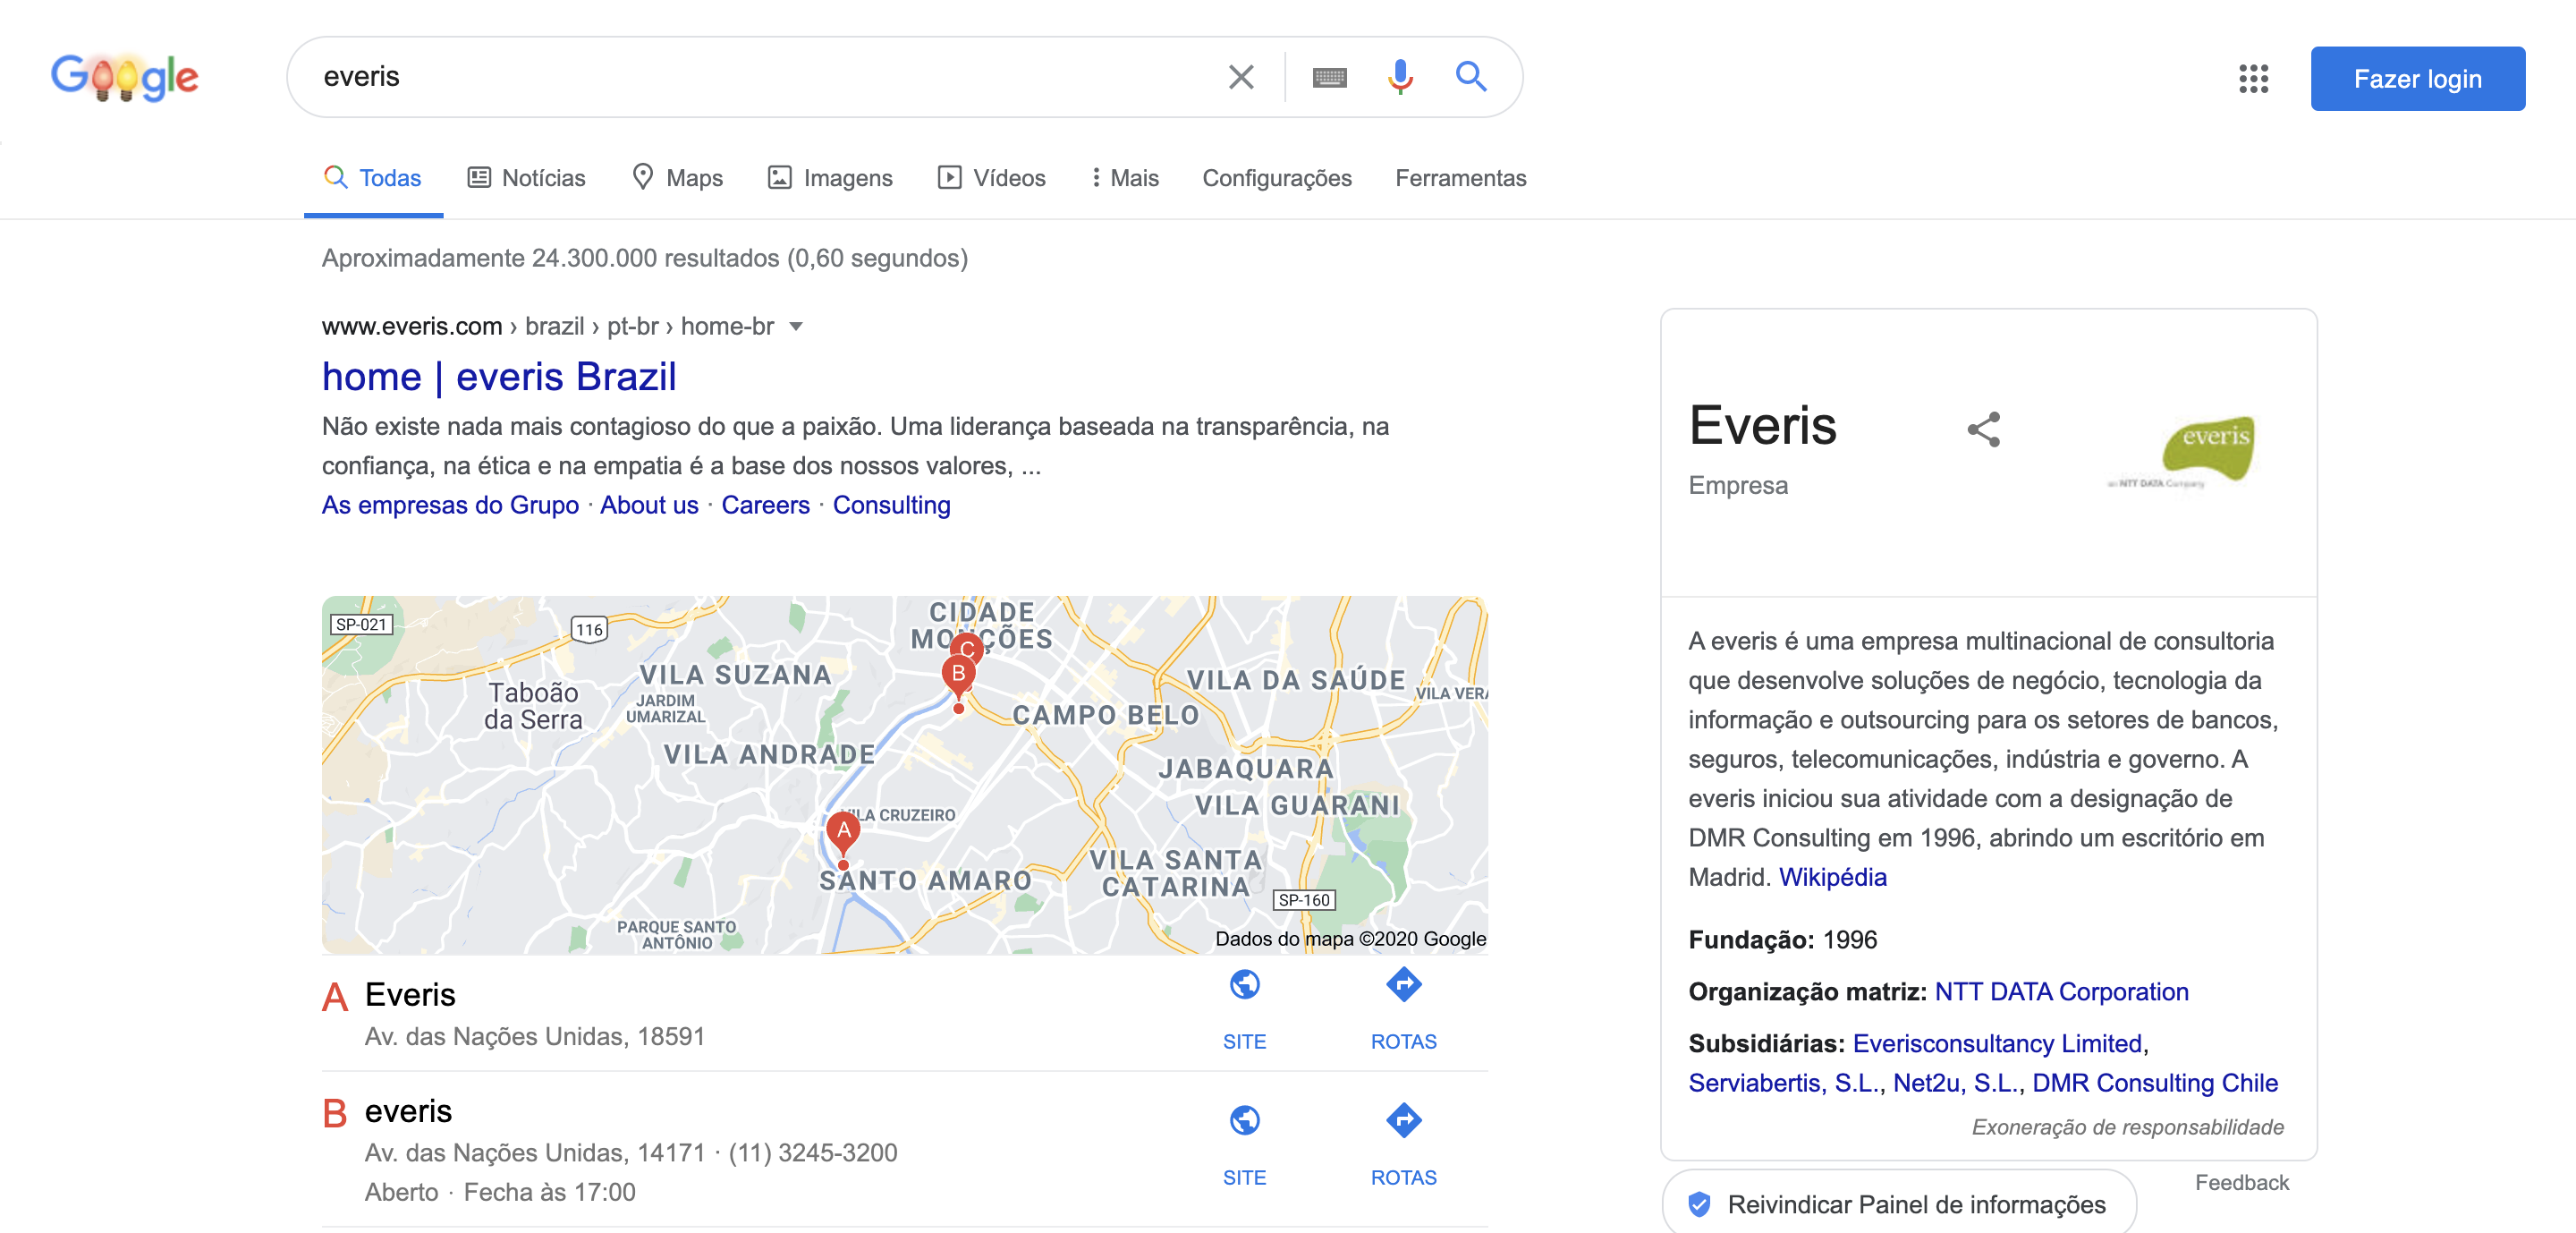 Google
everis
Fazer login
Todas
Notícias
Maps
Imagens
Vídeos
Mais
Configurações
Ferramentas
Aproximadamente 24.300.000 resultados (0,60 segundos)
www.everis.com › brazil › pt-br › home-br
home | everis Brazil
Não existe nada mais contagioso do que a paixão. Uma liderança baseada na transparência, na
confiança, na ética e na empatia é a base dos nossos valores, ...
As empresas do Grupo · About us · Careers · Consulting
SP-021
116
CIDADE
MONÇÕES
C
B
VILA SUZANA
JARDIM
UMARIZAL
Taboão
da Serra
VILA DA SAÚDE
VILA VERA
CAMPO BELO
VILA ANDRADE
JABAQUARA
VILA GUARANI
VILA CRUZEIRO
A
SANTO AMARO
VILA SANTA
CATARINA
SP-160
PARQUE SANTO
ANTÔNIO
Dados do mapa ©2020 Google
A Everis
Av. das Nações Unidas, 18591
SITE
ROTAS
B everis
Av. das Nações Unidas, 14171 · (11) 3245-3200
Aberto · Fecha às 17:00
SITE
ROTAS
Everis
Empresa
everis
an NTT DATA Company
A everis é uma empresa multinacional de consultoria
que desenvolve soluções de negócio, tecnologia da
informação e outsourcing para os setores de bancos,
seguros, telecomunicações, indústria e governo. A
everis iniciou sua atividade com a designação de
DMR Consulting em 1996, abrindo um escritório em
Madrid. Wikipédia
Fundação: 1996
Organização matriz: NTT DATA Corporation
Subsidiárias: Everisconsultancy Limited,
Serviabertis, S.L., Net2u, S.L., DMR Consulting Chile
Exoneração de responsabilidade
Feedback
Reivindicar Painel de informações